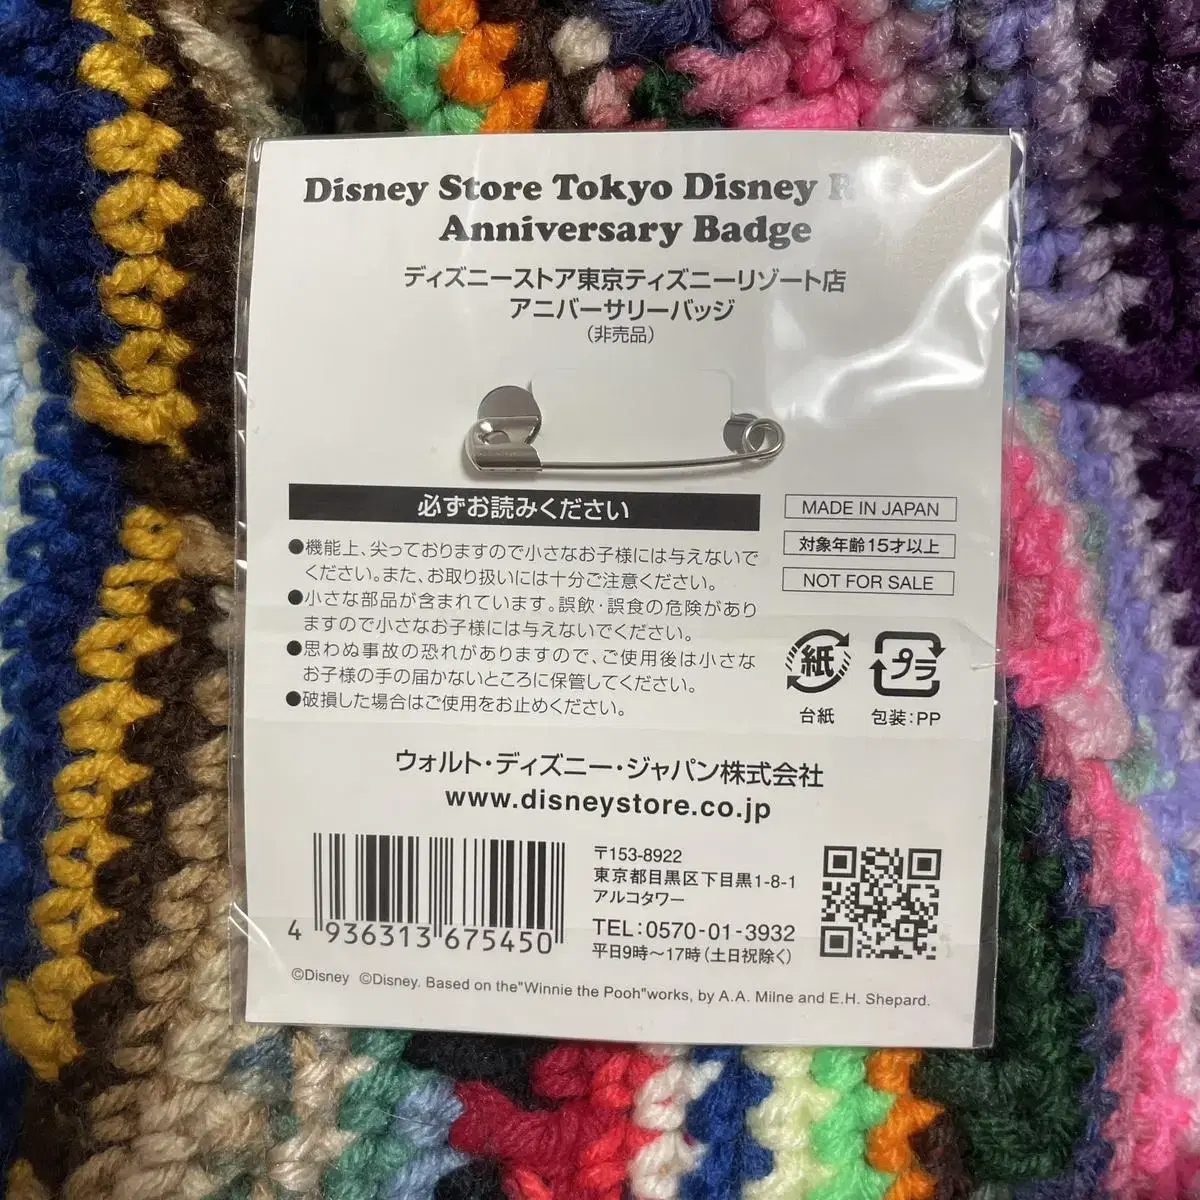 Disney Store Tokyo Disney
Anniversary Badge
ディズニーストア東京ディズニーリゾート店
アニバーサリーバッジ
(非売品)
必ずお読みください
●機能上、尖っておりますので小さなお子様には与えないで
ください。また、お取り扱いには十分ご注意ください。
●小さな部品が含まれています。誤飲・誤食の危険があり
ますので小さなお子様には与えないでください。
●思わぬ事故の恐れがありますので、ご使用後は小さな
お子様の手の届かないところに保管してください。
●破損した場合はご使用をお止めください。
MADE IN JAPAN
対象年齢15才以上
NOT FOR SALE
紙 プラ
台紙 包装:PP
ウォルト・ディズニー・ジャパン株式会社
www.disneystore.co.jp
〒153-8922
東京都目黒区下目黒1-8-1
アルコタワー
TEL:0570-01-3932
平日9時～17時(土日祝除く)
4 936313 675450
©Disney ©Disney. Based on the"Winnie the Pooh"works, by A.A. Milne and E.H. Shepard.